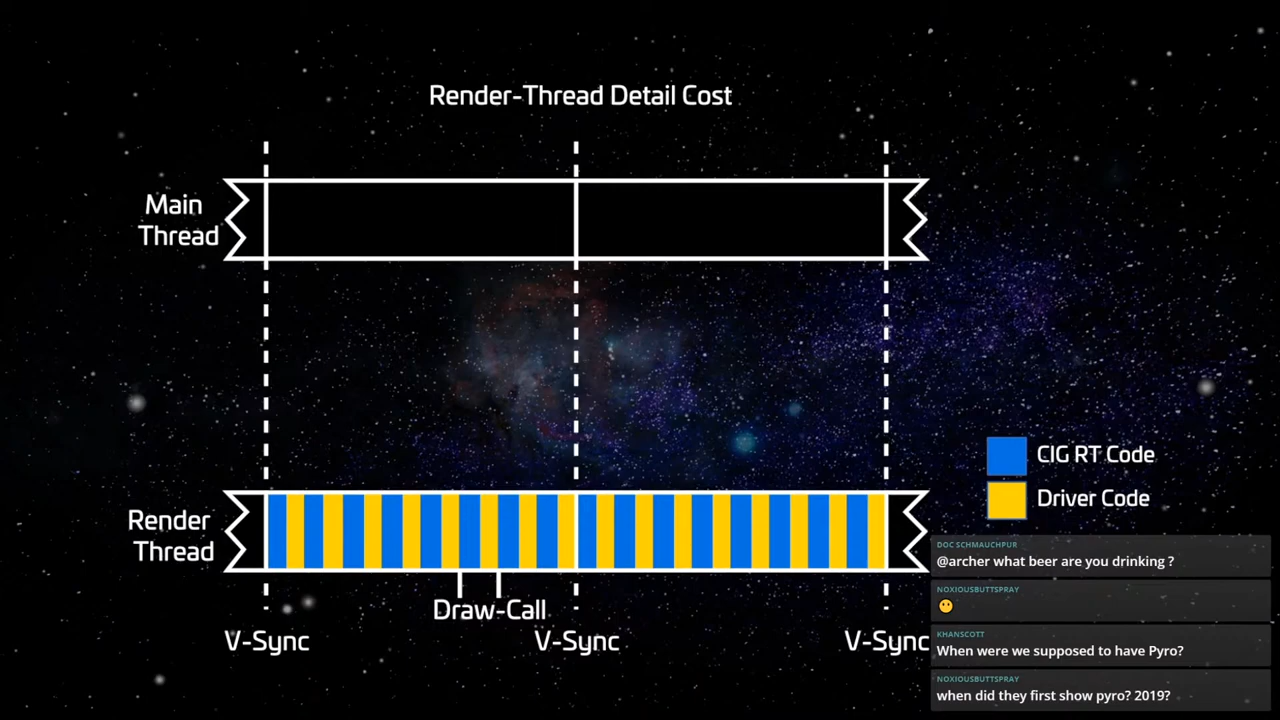 Render-Thread Detail Cost
Main
Thread
CIG RT Code
Driver Code
Render
Thread
Draw-Call
V-Sync
V-Sync
V-Sync
DOC SCHMAUCHPUR
@archer what beer are you drinking ?
NOXIOUSBUTTSPRAY
😶
KHANSCOTT
When were we supposed to have Pyro?
NOXIOUSBUTTSPRAY
when did they first show pyro? 2019?